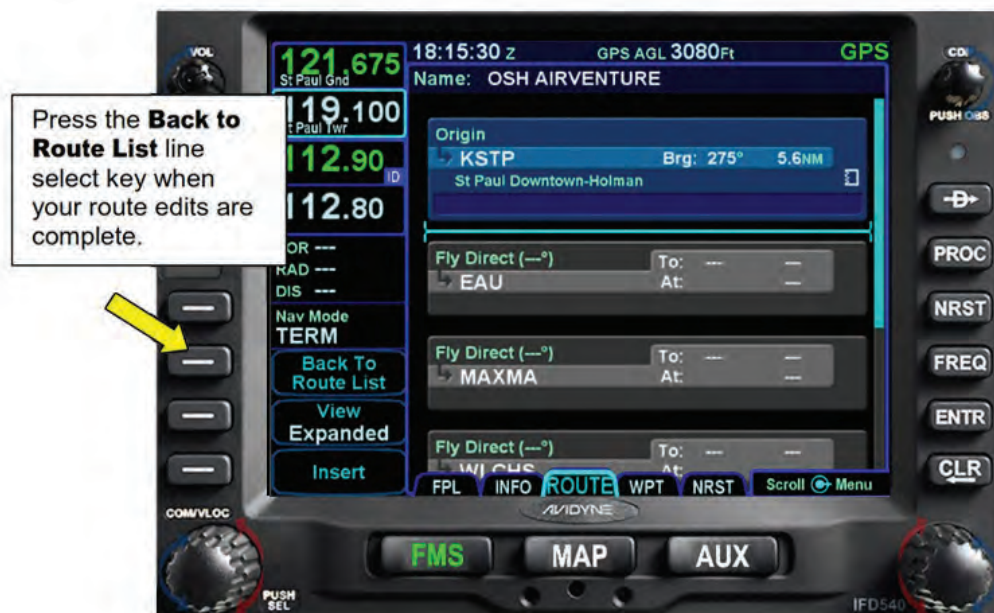 VOL
121.675
St Paul Gnd
119.100
t Paul Twr
112.90
ID
112.80
OR ---
RAD ---
DIS ---
Nav Mode
TERM
Back To
Route List
View
Expanded
Insert
COM/VLOC
PUSH
SEL
Press the Back to
Route List line
select key when
your route edits are
complete.
18:15:30 Z GPS AGL 3080Ft GPS
Name: OSH AIRVENTURE
Origin
KSTP Brg: 275° 5.6NM
St Paul Downtown-Holman
Fly Direct (---°) To: --- ---
EAU At: ---
Fly Direct (---°) To: --- ---
MAXMA At: ---
Fly Direct (---°) To: --- ---
WLCHS At: ---
FPL INFO ROUTE WPT NRST Scroll Menu
AVIDYNE
FMS MAP AUX
CDI
PUSH OBS
D
PROC
NRST
FREQ
ENTR
CLR
IFD540